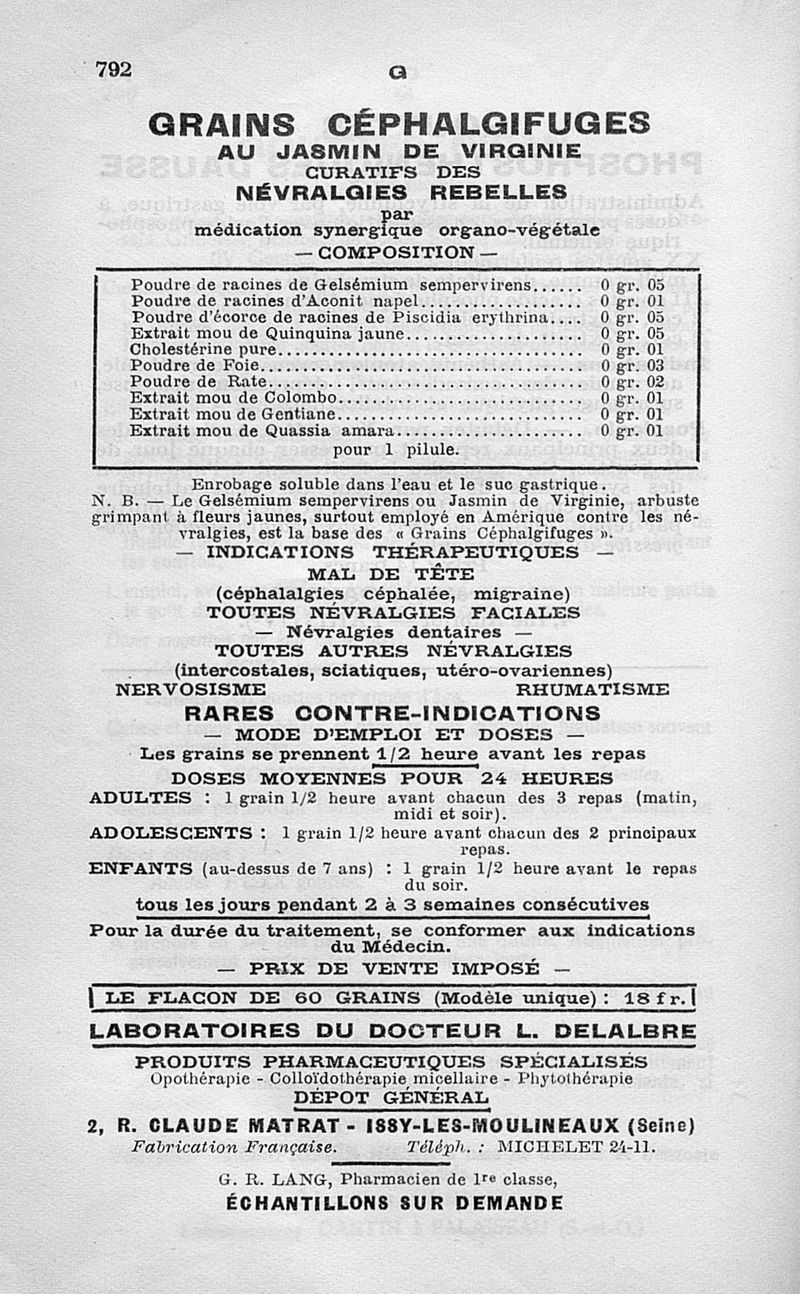 792
G
GRAINS CÉPHALGIFUGES
AU JASMIN DE VIRGINIE
CURATIFS DES
NÉVRALGIES REBELLES
par
médication synergique organo-végétale
— COMPOSITION —
Poudre de racines de Gelsémium sempervirens...... 0 gr. 05
Poudre de racines d'Aconit napel.................... 0 gr. 01
Poudre d'écorce de racines de Piscidia erythrina.... 0 gr. 05
Extrait mou de Quinquina jaune...................... 0 gr. 05
Cholestérine pure................................... 0 gr. 01
Poudre de Foie...................................... 0 gr. 03
Poudre de Rate...................................... 0 gr. 02
Extrait mou de Colombo.............................. 0 gr. 01
Extrait mou de Gentiane............................. 0 gr. 01
Extrait mou de Quassia amara........................ 0 gr. 01
pour 1 pilule.
Enrobage soluble dans l'eau et le suc gastrique.
N. B. — Le Gelsémium sempervirens ou Jasmin de Virginie, arbuste
grimpant à fleurs jaunes, surtout employé en Amérique contre les né-
vralgies, est la base des « Grains Céphalgifuges ».
— INDICATIONS THÉRAPEUTIQUES —
MAL DE TÊTE
(céphalalgies céphalée, migraine)
TOUTES NÉVRALGIES FACIALES
— Névralgies dentaires —
TOUTES AUTRES NÉVRALGIES
(intercostales, sciatiques, utéro-ovariennes)
NERVOSISME RHUMATISME
RARES CONTRE-INDICATIONS
— MODE D'EMPLOI ET DOSES —
Les grains se prennent 1/2 heure avant les repas
DOSES MOYENNES POUR 24 HEURES
ADULTES : 1 grain 1/2 heure avant chacun des 3 repas (matin,
midi et soir).
ADOLESCENTS : 1 grain 1/2 heure avant chacun des 2 principaux
repas.
ENFANTS (au-dessus de 7 ans) : 1 grain 1/2 heure avant le repas
du soir.
tous les jours pendant 2 à 3 semaines consécutives
Pour la durée du traitement, se conformer aux indications
du Médecin.
— PRIX DE VENTE IMPOSÉ —
LE FLACON DE 60 GRAINS (Modèle unique) : 18 fr.
LABORATOIRES DU DOCTEUR L. DELALBRE
PRODUITS PHARMACEUTIQUES SPÉCIALISÉS
Opothérapie - Colloïdothérapie micellaire - Phytothérapie
DÉPOT GÉNÉRAL
2, R. CLAUDE MATRAT - ISSY-LES-MOULINEAUX (Seine)
Fabrication Française. Téléph. : MICHELET 24-11.
G. R. LANG, Pharmacien de 1re classe,
ÉCHANTILLONS SUR DEMANDE